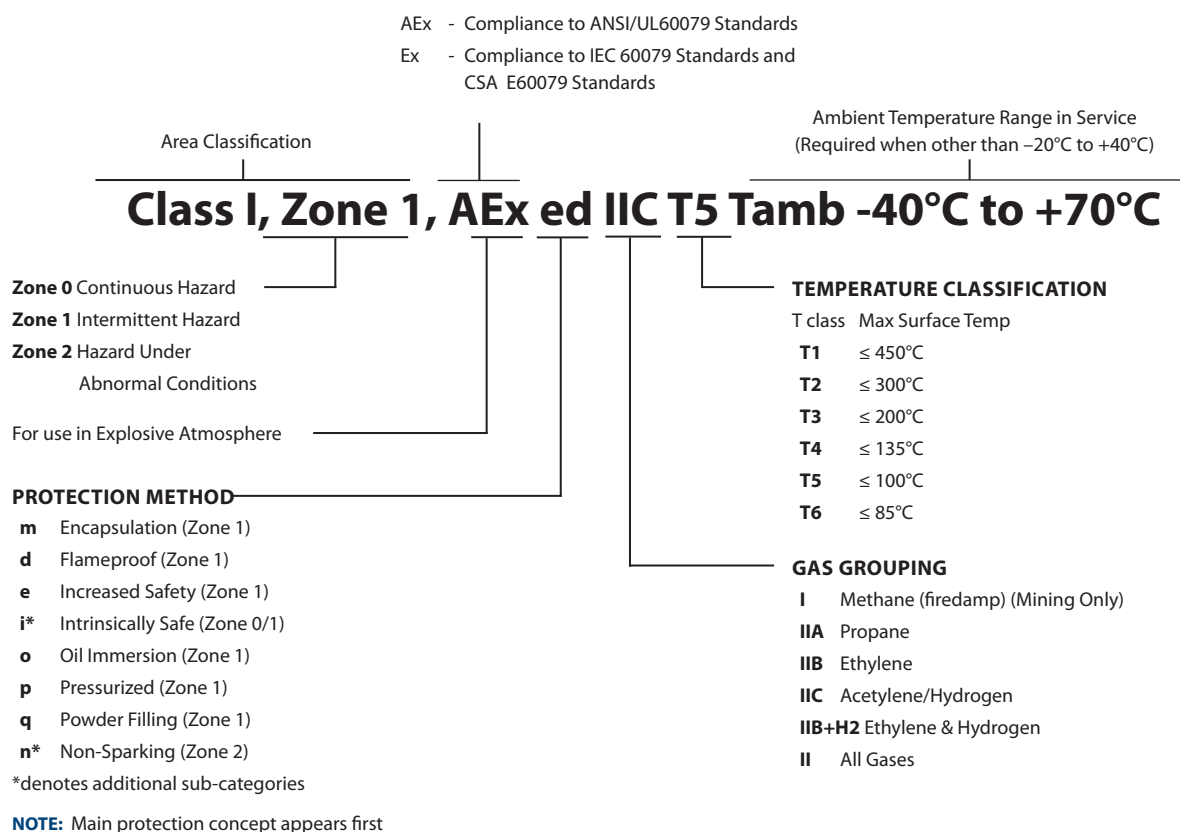 AEx - Compliance to ANSI/UL60079 Standards
Ex - Compliance to IEC 60079 Standards and
CSA E60079 Standards
Area Classification
Ambient Temperature Range in Service
(Required when other than –20°C to +40°C)
Class I, Zone 1, AEx ed IIC T5 Tamb -40°C to +70°C
Zone 0 Continuous Hazard
Zone 1 Intermittent Hazard
Zone 2 Hazard Under
Abnormal Conditions
For use in Explosive Atmosphere
PROTECTION METHOD
m Encapsulation (Zone 1)
d Flameproof (Zone 1)
e Increased Safety (Zone 1)
i* Intrinsically Safe (Zone 0/1)
o Oil Immersion (Zone 1)
p Pressurized (Zone 1)
q Powder Filling (Zone 1)
n* Non-Sparking (Zone 2)
*denotes additional sub-categories
NOTE: Main protection concept appears first
TEMPERATURE CLASSIFICATION
T class Max Surface Temp
T1 ≤ 450°C
T2 ≤ 300°C
T3 ≤ 200°C
T4 ≤ 135°C
T5 ≤ 100°C
T6 ≤ 85°C
GAS GROUPING
I Methane (firedamp) (Mining Only)
IIA Propane
IIB Ethylene
IIC Acetylene/Hydrogen
IIB+H2 Ethylene & Hydrogen
II All Gases